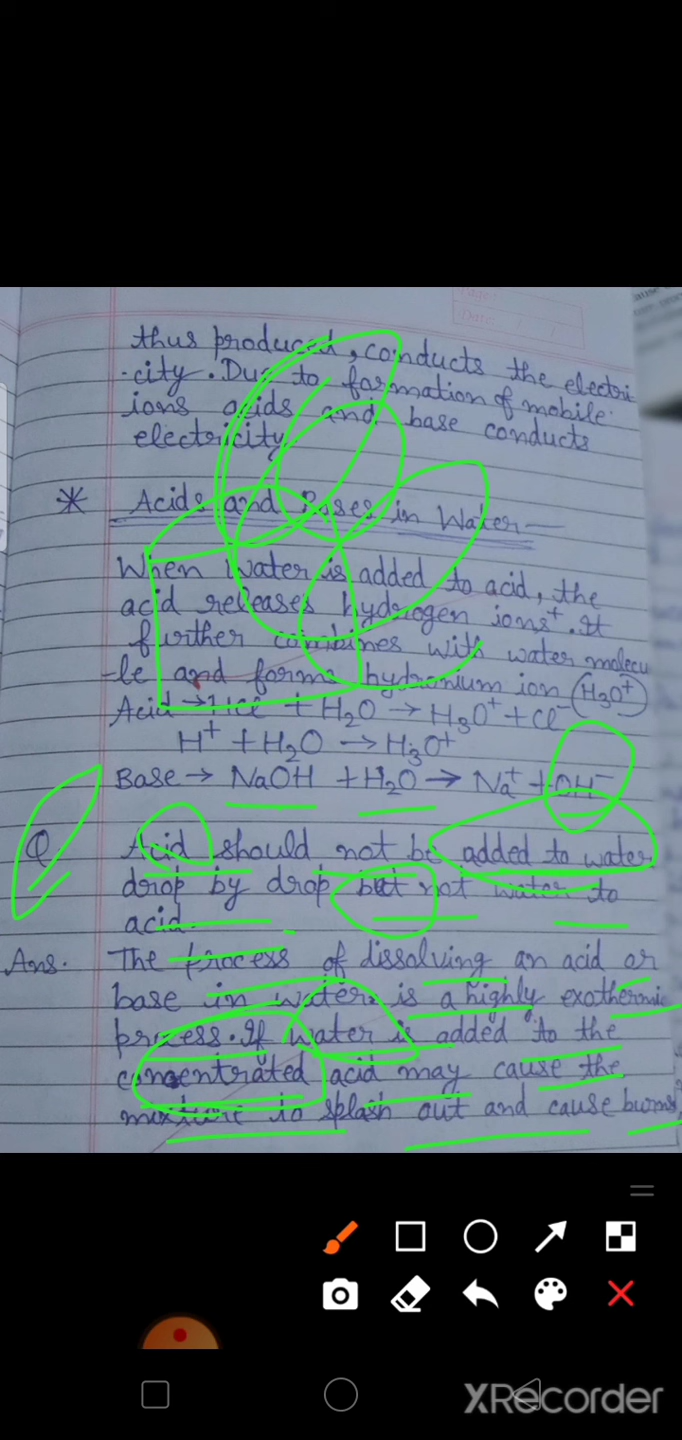 Page:
Date:
thus produced, conducts the electri
-city. Due to formation of mobile
ions acids and base conducts
electricity
* Acids and Bases in Water —
When water is added to acid, the
acid releases hydrogen ions⁺. It
further combines with water molecu
-le and forms hydronium ion (H₃O⁺)
Acid → HCl + H₂O → H₃O⁺ + Cl⁻
H⁺ + H₂O → H₃O⁺
Base → NaOH + H₂O → Na⁺ + OH⁻
Q Acid should not be added to water
drop by drop but not water to
acid.
Ans. The process of dissolving an acid or
base in water is a highly exothermic
process. If water is added to the
concentrated acid may cause the
mixture to splash out and cause burns,
XRecorder